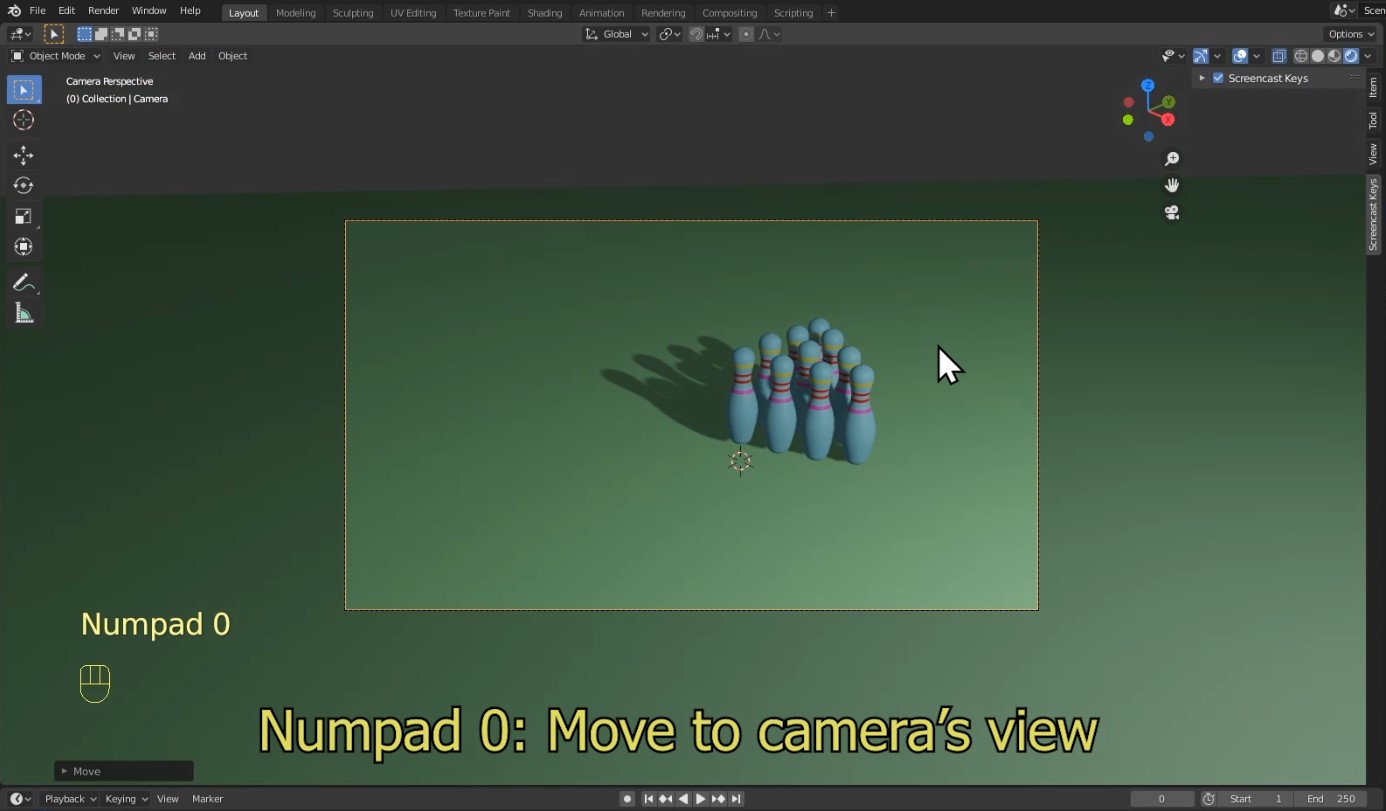 File Edit Render Window Help Layout Modeling Sculpting UV Editing Texture Paint Shading Animation Rendering Compositing Scripting + Scen
Global Options
Object Mode View Select Add Object
Camera Perspective
(0) Collection | Camera
Screencast Keys
Z
Y
X
Item
Tool
View
Screencast Keys
Numpad 0
Numpad 0: Move to camera’s view
Move
Playback Keying View Marker 0 Start 1 End 250